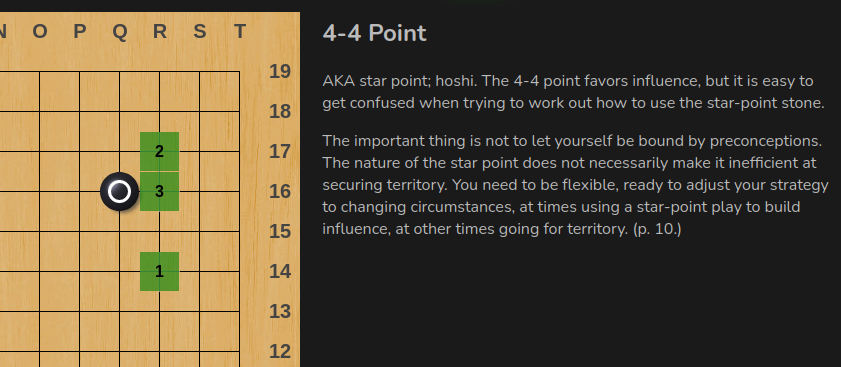 N O P Q R S T
19
18
2 17
3 16
15
1 14
13
12
4-4 Point
AKA star point; hoshi. The 4-4 point favors influence, but it is easy to
get confused when trying to work out how to use the star-point stone.
The important thing is not to let yourself be bound by preconceptions.
The nature of the star point does not necessarily make it inefficient at
securing territory. You need to be flexible, ready to adjust your strategy
to changing circumstances, at times using a star-point play to build
influence, at other times going for territory. (p. 10.)